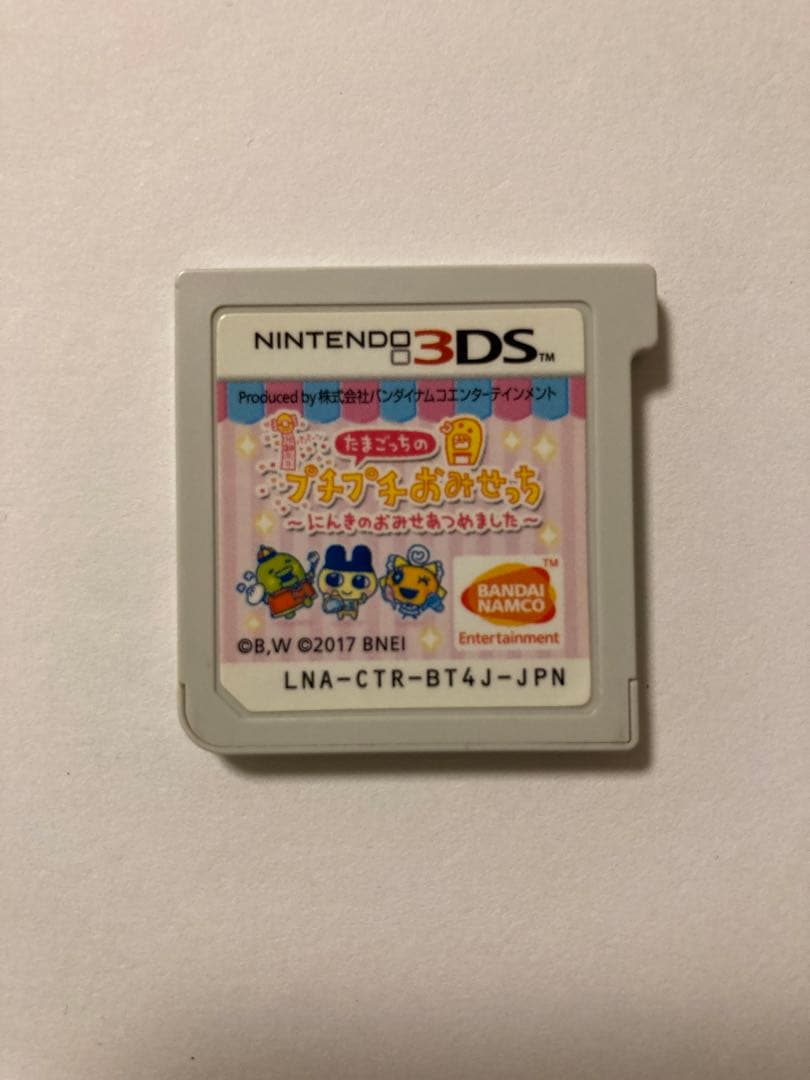 NINTENDO 3DS™
Produced by 株式会社バンダイナムコエンターテインメント
たまごっちの
プチプチおみせっち
～にんきのおみせあつめました～
BANDAI
NAMCO
TM
Entertainment
©B,W ©2017 BNEI
LNA-CTR-BT4J-JPN